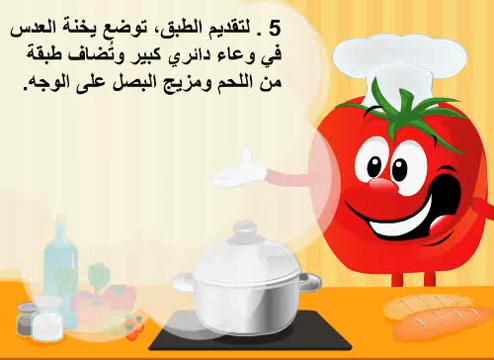 5 . لتقديم الطبق، توضع يخنة العدس
في وعاء دائري كبير وتُضاف طبقة
من اللحم ومزيج البصل على الوجه.